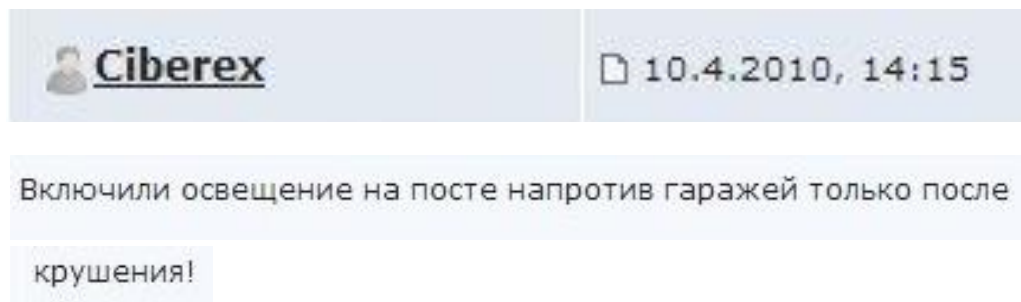 Ciberex 10.4.2010, 14:15
Включили освещение на посте напротив гаражей только после
крушения!